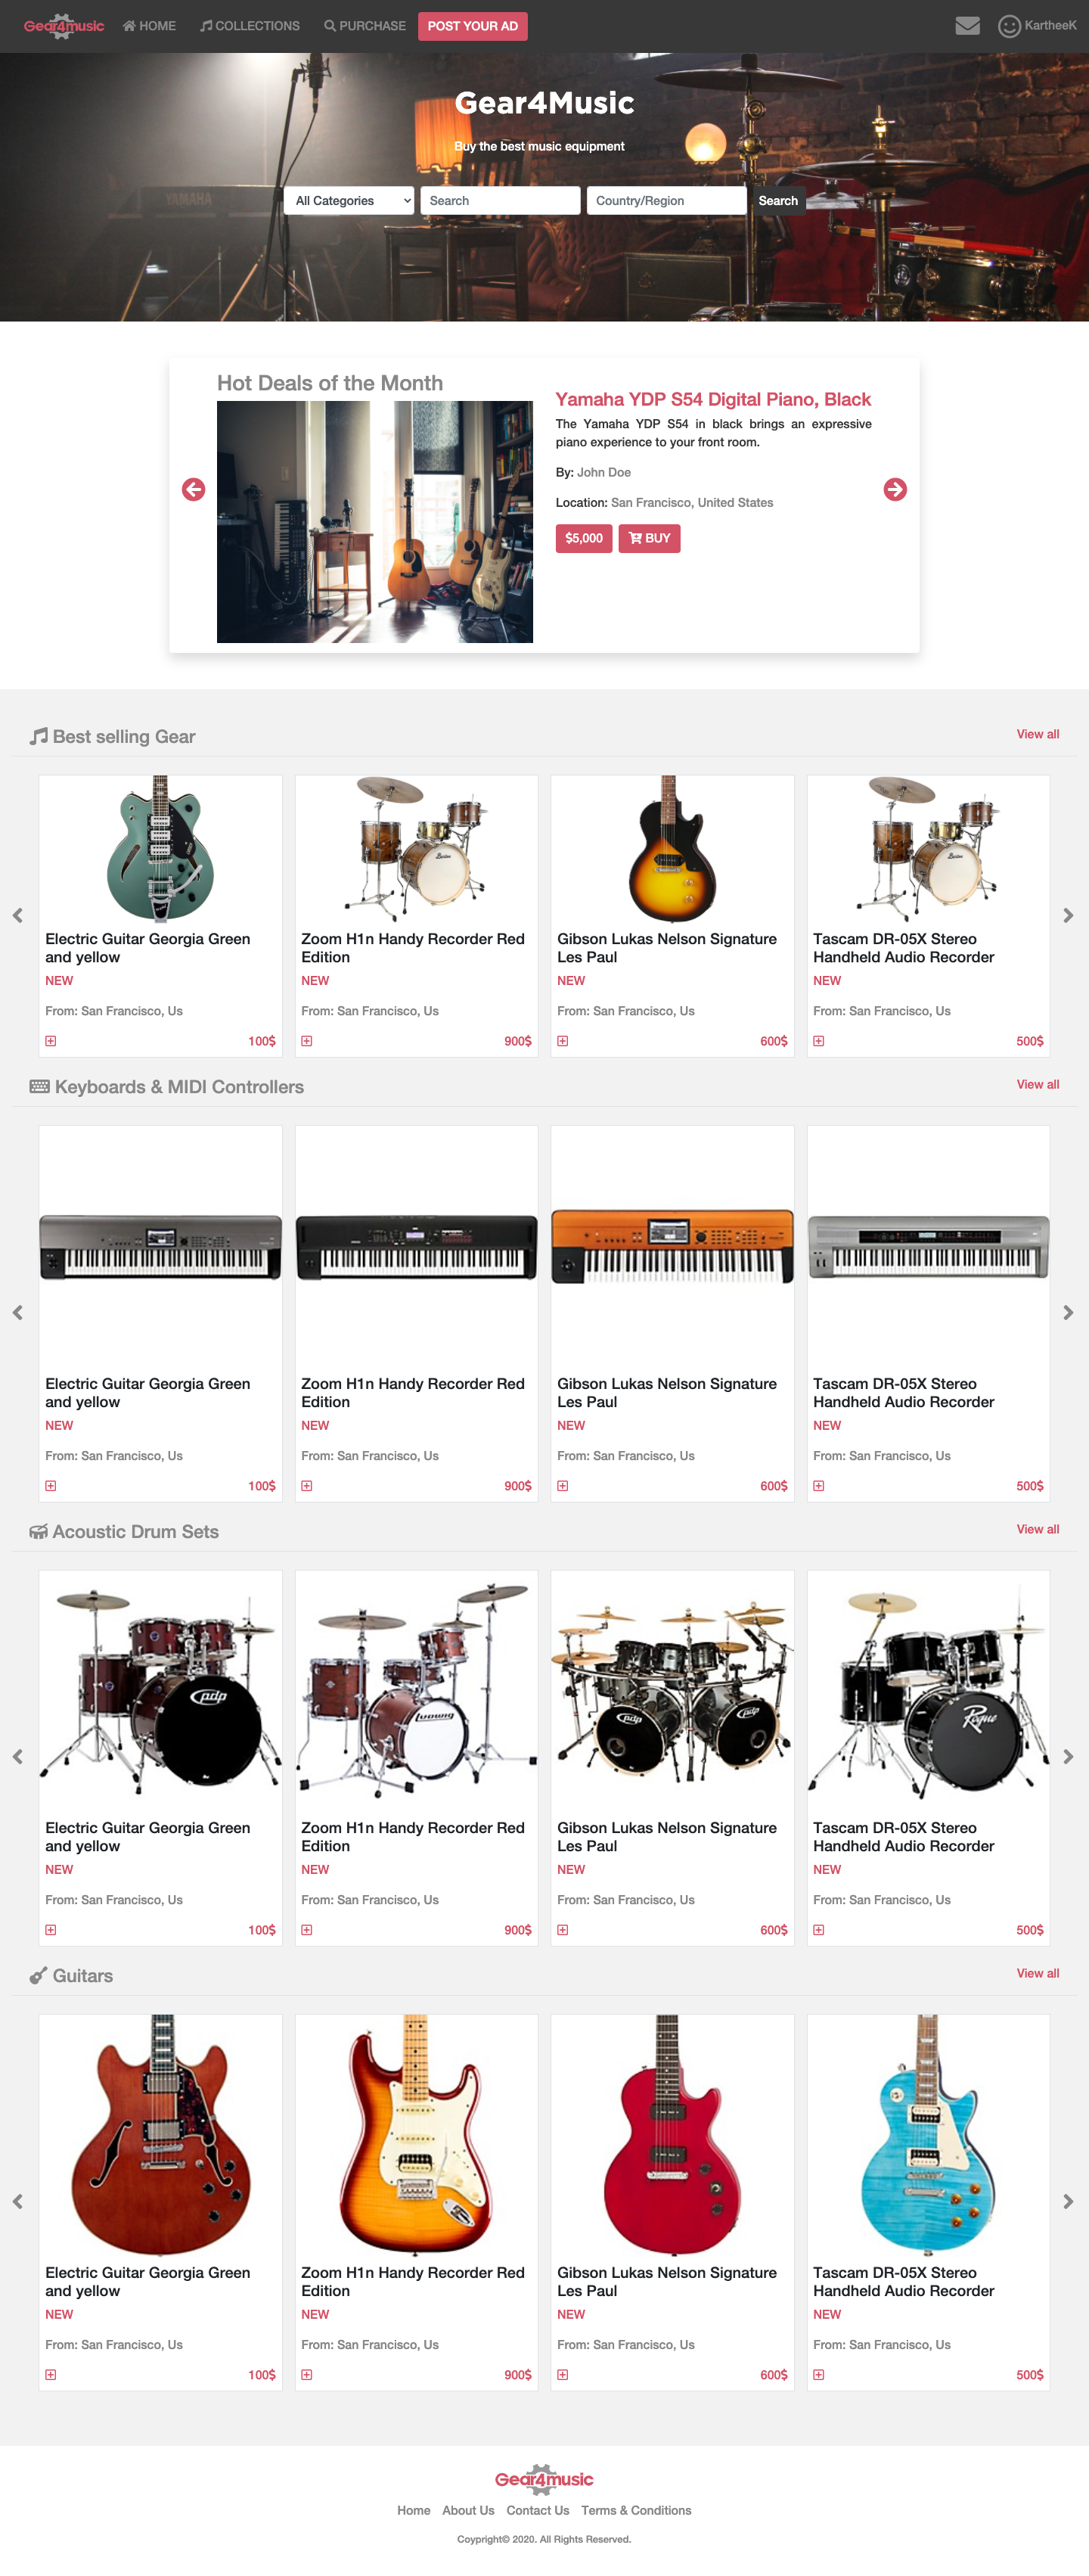 Gear4music HOME COLLECTIONS PURCHASE POST YOUR AD KartheeK
Gear4Music
Buy the best music equipment
YAMAHA
All Categories Search Country/Region Search
Hot Deals of the Month
Yamaha YDP S54 Digital Piano, Black
The Yamaha YDP S54 in black brings an expressive
piano experience to your front room.
By: John Doe
Location: San Francisco, United States
$5,000 BUY
Best selling Gear View all
Electric Guitar Georgia Green
and yellow
NEW
From: San Francisco, Us
100$
Zoom H1n Handy Recorder Red
Edition
NEW
From: San Francisco, Us
900$
Gibson Lukas Nelson Signature
Les Paul
NEW
From: San Francisco, Us
600$
Tascam DR-05X Stereo
Handheld Audio Recorder
NEW
From: San Francisco, Us
500$
Keyboards & MIDI Controllers View all
Electric Guitar Georgia Green
and yellow
NEW
From: San Francisco, Us
100$
Zoom H1n Handy Recorder Red
Edition
NEW
From: San Francisco, Us
900$
Gibson Lukas Nelson Signature
Les Paul
NEW
From: San Francisco, Us
600$
Tascam DR-05X Stereo
Handheld Audio Recorder
NEW
From: San Francisco, Us
500$
Acoustic Drum Sets View all
pdp
Electric Guitar Georgia Green
and yellow
NEW
From: San Francisco, Us
100$
Ludwig
Zoom H1n Handy Recorder Red
Edition
NEW
From: San Francisco, Us
900$
pdp pdp
Gibson Lukas Nelson Signature
Les Paul
NEW
From: San Francisco, Us
600$
Rogue
Tascam DR-05X Stereo
Handheld Audio Recorder
NEW
From: San Francisco, Us
500$
Guitars View all
Electric Guitar Georgia Green
and yellow
NEW
From: San Francisco, Us
100$
Zoom H1n Handy Recorder Red
Edition
NEW
From: San Francisco, Us
900$
Gibson Lukas Nelson Signature
Les Paul
NEW
From: San Francisco, Us
600$
Tascam DR-05X Stereo
Handheld Audio Recorder
NEW
From: San Francisco, Us
500$
Gear4music
Home About Us Contact Us Terms & Conditions
Coypright© 2020. All Rights Reserved.